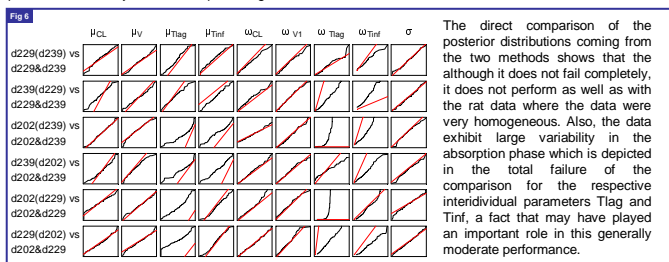 Fig 6
μCL μV μTlag μTinf ωCL ω V1 ω Tlag ωTinf σ
d229(d239) vs
d229&d239
d239(d229) vs
d229&d239
d202(d239) vs
d202&d239
d239(d202) vs
d202&d239
d202(d229) vs
d202&d229
d229(d202) vs
d202&d229
The direct comparison of the
posterior distributions coming from
the two methods shows that the
although it does not fail completely,
it does not perform as well as with
the rat data where the data were
very homogeneous. Also, the data
exhibit large variability in the
absorption phase which is depicted
in the total failure of the
comparison for the respective
interindividual parameters Tlag and
Tinf, a fact that may have played
an important role in this generally
moderate performance.